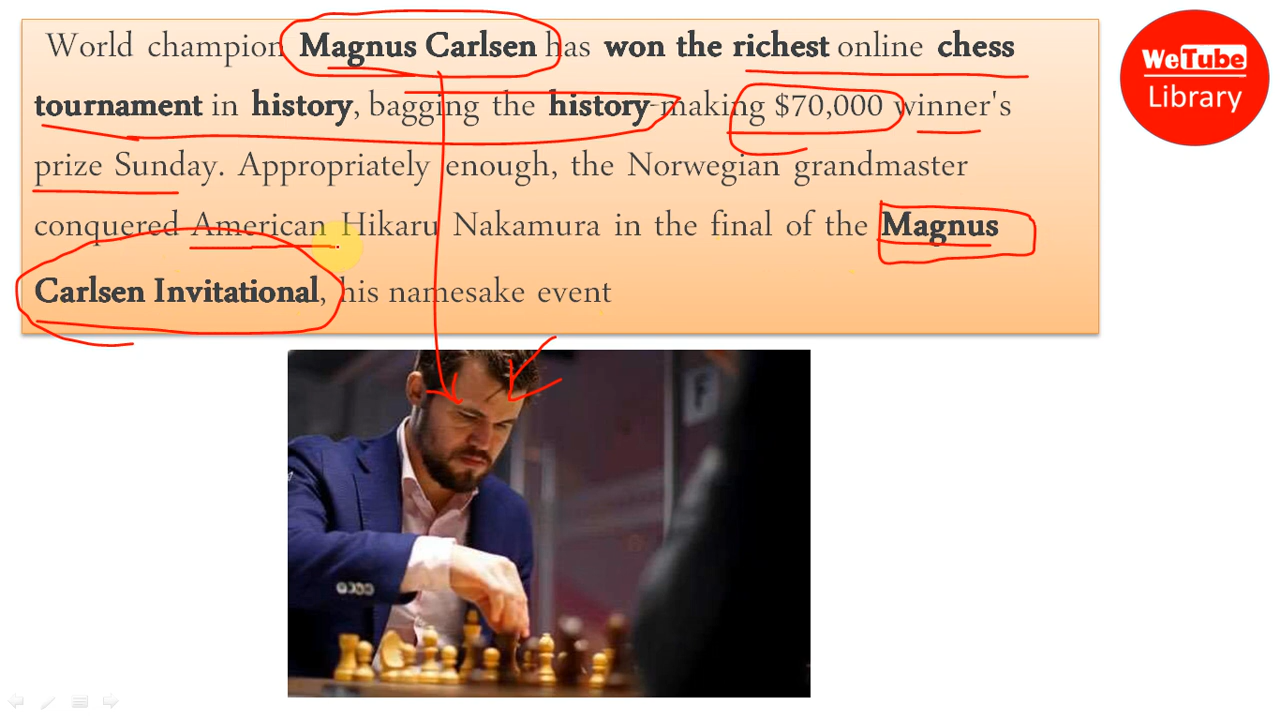 World champion Magnus Carlsen has won the richest online chess
tournament in history, bagging the history-making $70,000 winner's
prize Sunday. Appropriately enough, the Norwegian grandmaster
conquered American Hikaru Nakamura in the final of the Magnus
Carlsen Invitational, his namesake event
WeTube
Library
F